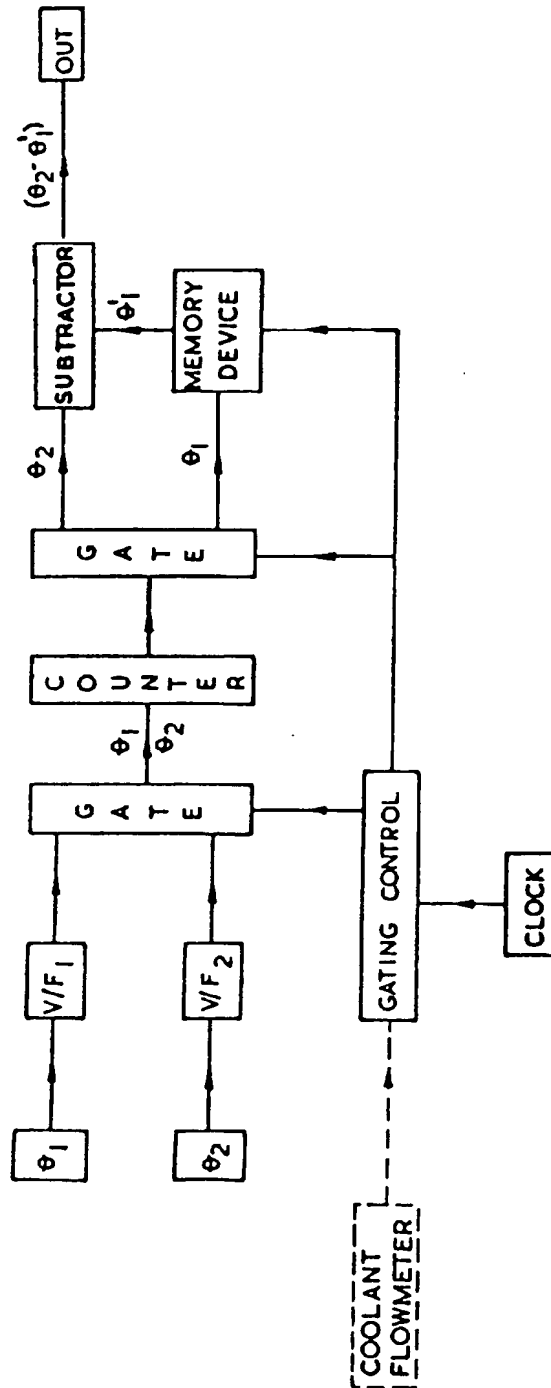 θ₁
V/F₁
θ₂
V/F₂
GATE
θ₁
θ₂
COUNTER
GATE
θ₂
SUBTRACTOR
(θ₂-θ'₁)
OUT
θ₁
MEMORY
DEVICE
θ'₁
COOLANT
FLOWMETER
GATING CONTROL
CLOCK